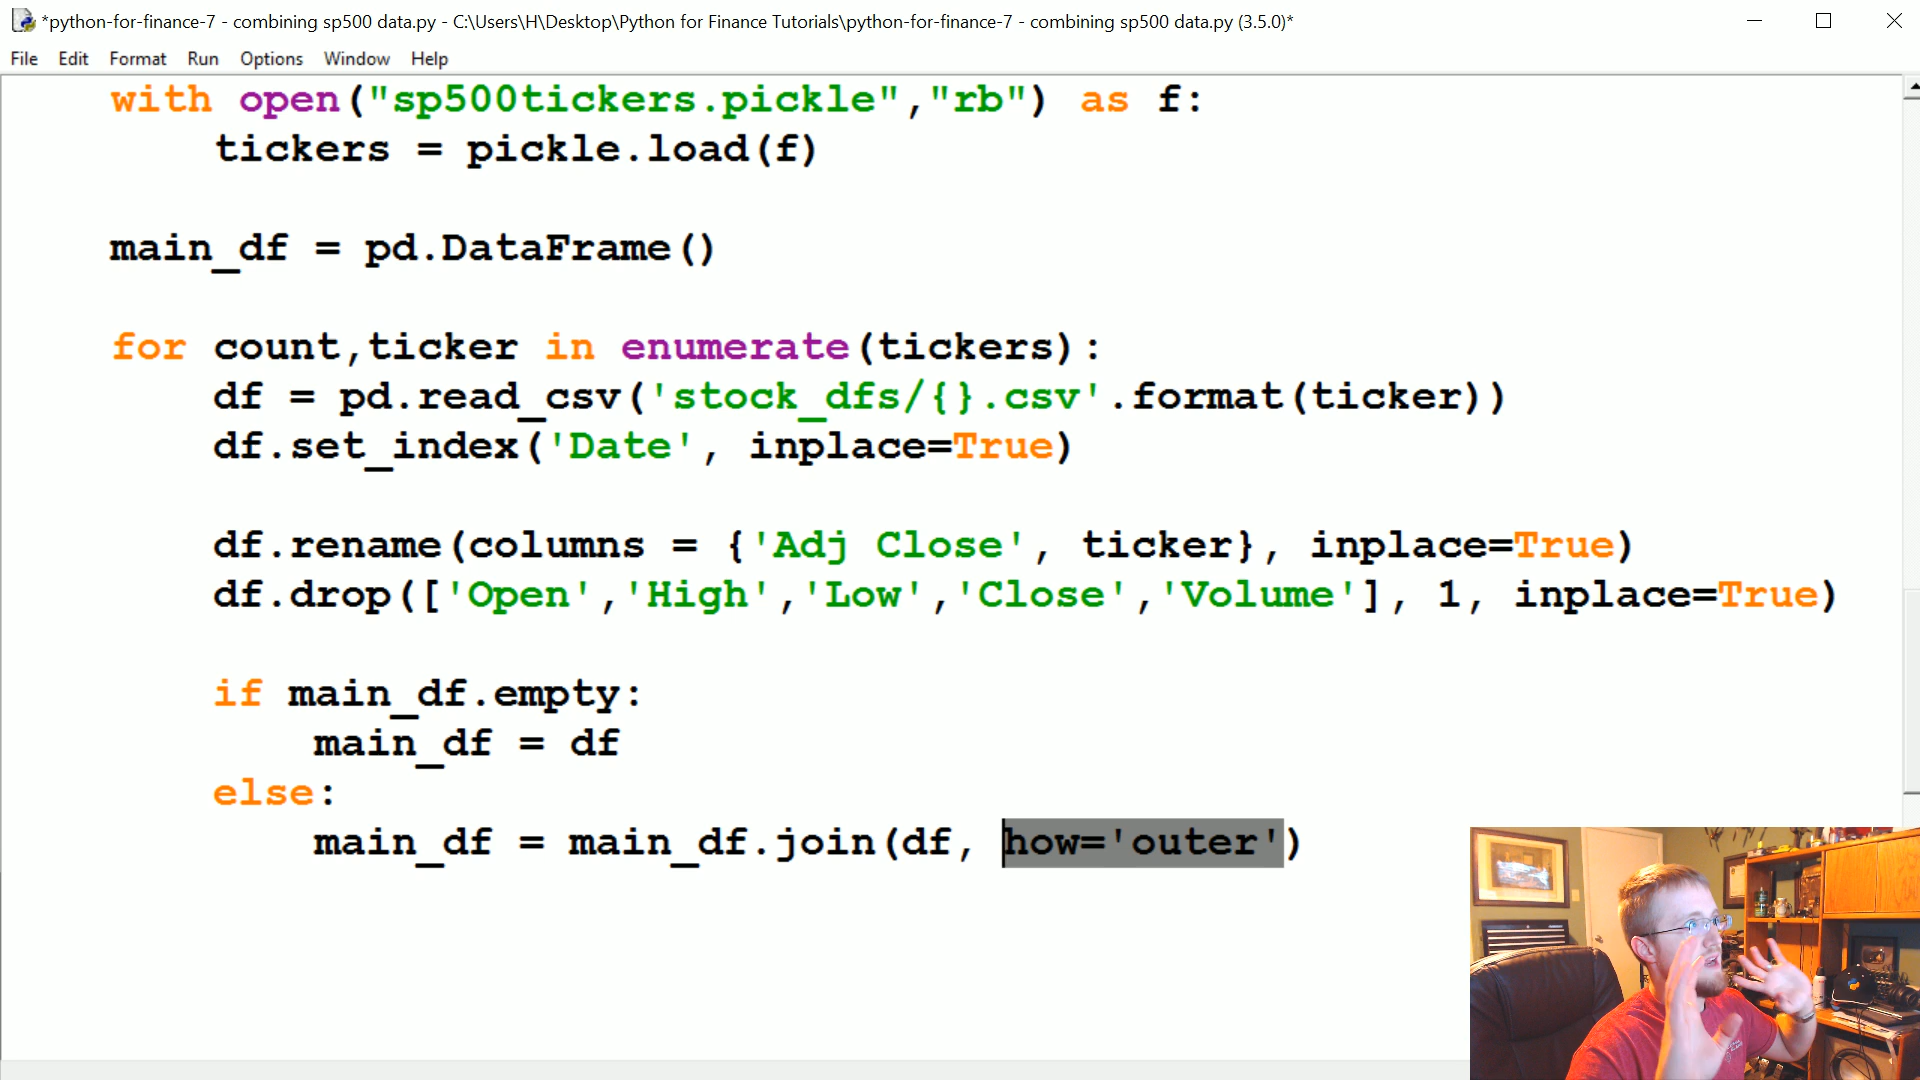 *python-for-finance-7 - combining sp500 data.py - C:\Users\H\Desktop\Python for Finance Tutorials\python-for-finance-7 - combining sp500 data.py (3.5.0)*
File Edit Format Run Options Window Help
with open("sp500tickers.pickle","rb") as f:
tickers = pickle.load(f)
main_df = pd.DataFrame()
for count,ticker in enumerate(tickers):
df = pd.read_csv('stock_dfs/{}.csv'.format(ticker))
df.set_index('Date', inplace=True)
df.rename(columns = {'Adj Close', ticker}, inplace=True)
df.drop(['Open','High','Low','Close','Volume'], 1, inplace=True)
if main_df.empty:
main_df = df
else:
main_df = main_df.join(df, how='outer')